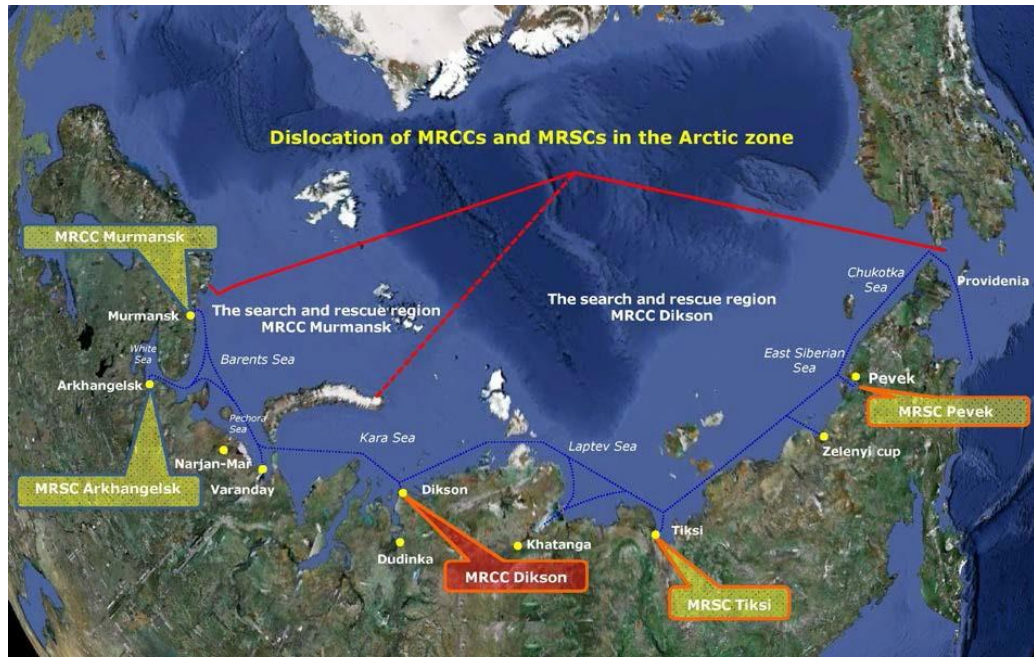 Dislocation of MRCCs and MRSCs in the Arctic zone
MRCC Murmansk
The search and rescue region
MRCC Murmansk
The search and rescue region
MRCC Dikson
Chukotka
Sea
Providenia
Murmansk
White
Sea
Barents Sea
Arkhangelsk
East Siberian
Sea
Pevek
MRSC Pevek
Pechora
Sea
Kara Sea
Laptev Sea
Zelenyi cup
Narjan-Mar
MRSC Arkhangelsk
Varanday
Dikson
Tiksi
Dudinka
Khatanga
MRCC Dikson
MRSC Tiksi